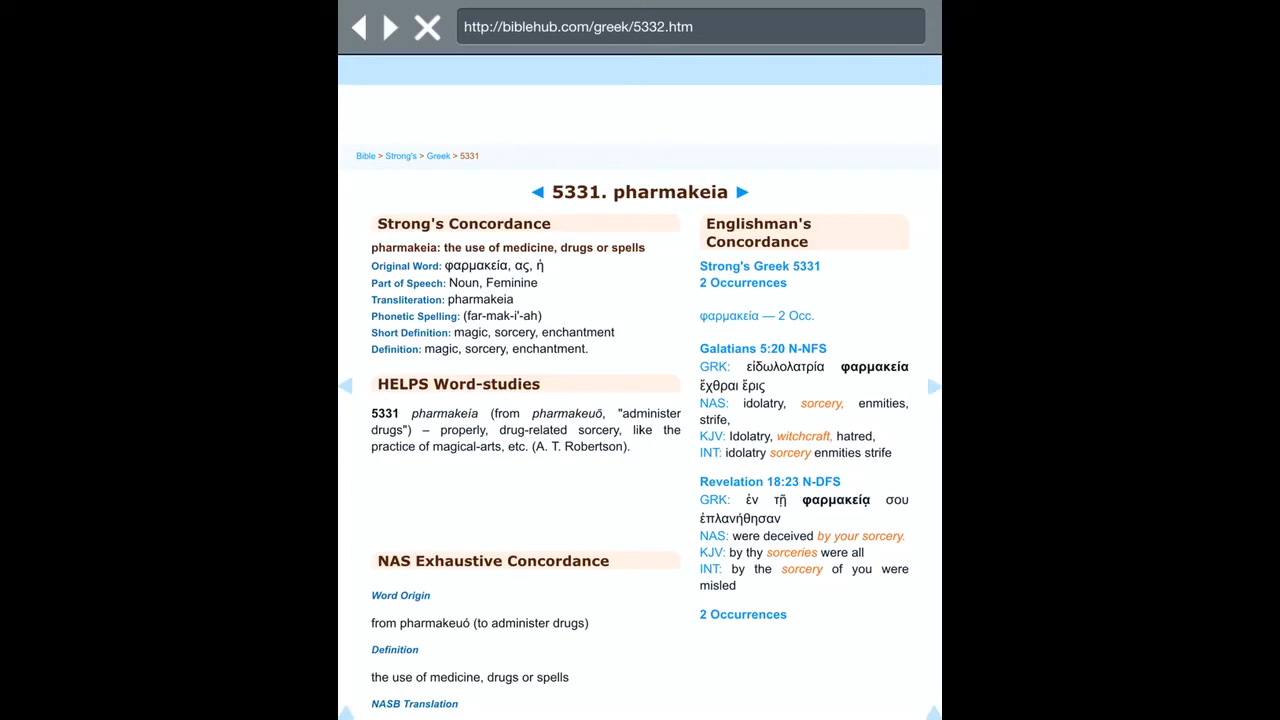 http://biblehub.com/greek/5332.htm
Bible > Strong's > Greek > 5331
◄ 5331. pharmakeia ►
Strong's Concordance
pharmakeia: the use of medicine, drugs or spells
Original Word: φαρμακεία, ας, ἡ
Part of Speech: Noun, Feminine
Transliteration: pharmakeia
Phonetic Spelling: (far-mak-i'-ah)
Short Definition: magic, sorcery, enchantment
Definition: magic, sorcery, enchantment.
HELPS Word-studies
5331 pharmakeía (from pharmakeuō, "administer
drugs") – properly, drug-related sorcery, like the
practice of magical-arts, etc. (A. T. Robertson).
NAS Exhaustive Concordance
Word Origin
from pharmakeuó (to administer drugs)
Definition
the use of medicine, drugs or spells
NASB Translation
Englishman's
Concordance
Strong's Greek 5331
2 Occurrences
φαρμακεία — 2 Occ.
Galatians 5:20 N-NFS
GRK: εἰδωλολατρία φαρμακεία
ἔχθραι ἔρις
NAS: idolatry, sorcery, enmities,
strife,
KJV: Idolatry, witchcraft, hatred,
INT: idolatry sorcery enmities strife
Revelation 18:23 N-DFS
GRK: ἐν τῇ φαρμακείᾳ σου
ἐπλανήθησαν
NAS: were deceived by your sorcery.
KJV: by thy sorceries were all
INT: by the sorcery of you were
misled
2 Occurrences